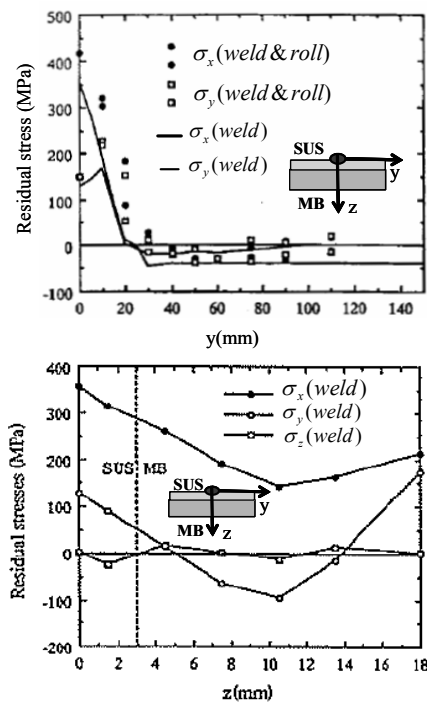 500
400
300
200
100
0
-100
Residual stress (MPa)
σx(weld & roll)
σy(weld & roll)
σx(weld)
σy(weld)
SUS
y
MB
z
0 20 40 60 80 100 120 140
y(mm)
400
300
200
100
0
-100
-200
Residual stresses (MPa)
σx(weld)
σy(weld)
σz(weld)
SUS MB
SUS
y
MB
z
0 2 4 6 8 10 12 14 16 18
z(mm)